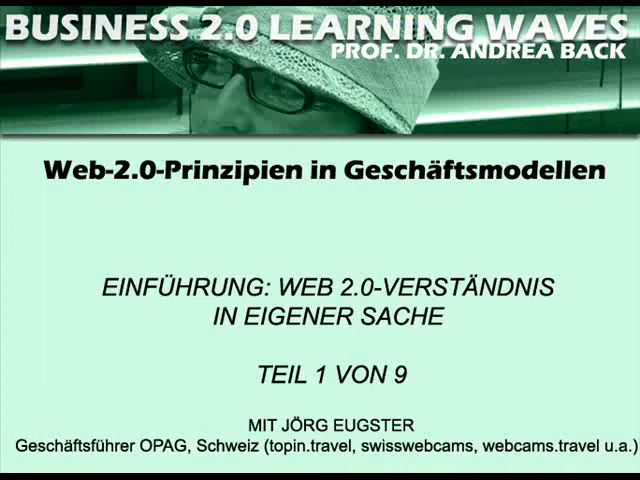 BUSINESS 2.0 LEARNING WAVES
PROF. DR. ANDREA BACK
Web-2.0-Prinzipien in Geschäftsmodellen
EINFÜHRUNG: WEB 2.0-VERSTÄNDNIS
IN EIGENER SACHE
TEIL 1 VON 9
MIT JÖRG EUGSTER
Geschäftsführer OPAG, Schweiz (topin.travel, swisswebcams, webcams.travel u.a.)